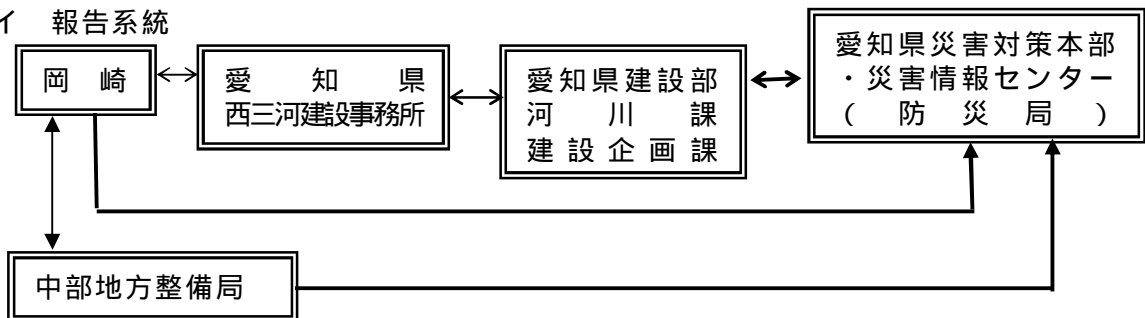 イ 報告系統
岡崎
愛知県
西三河建設事務所
愛知県建設部
河川課
建設企画課
愛知県災害対策本部
・災害情報センター
(防災局)
中部地方整備局